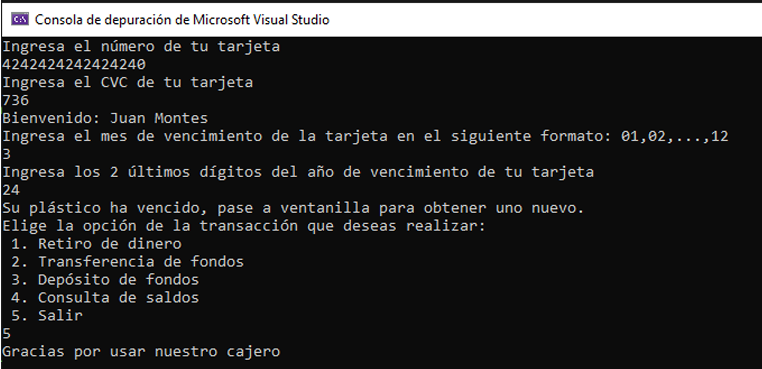 Consola de depuración de Microsoft Visual Studio
Ingresa el número de tu tarjeta
4242424242424240
Ingresa el CVC de tu tarjeta
736
Bienvenido: Juan Montes
Ingresa el mes de vencimiento de la tarjeta en el siguiente formato: 01,02,...,12
3
Ingresa los 2 últimos dígitos del año de vencimiento de tu tarjeta
24
Su plástico ha vencido, pase a ventanilla para obtener uno nuevo.
Elige la opción de la transacción que deseas realizar:
1. Retiro de dinero
2. Transferencia de fondos
3. Depósito de fondos
4. Consulta de saldos
5. Salir
5
Gracias por usar nuestro cajero